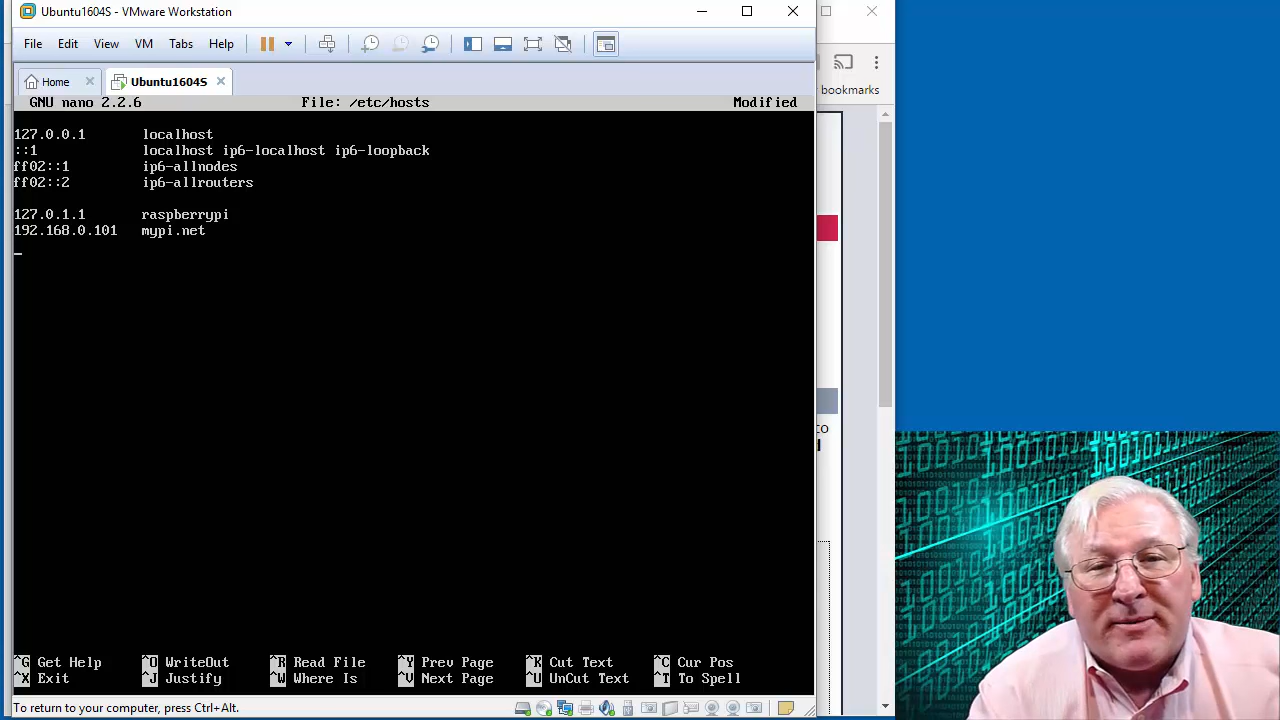 Ubuntu1604S - VMware Workstation
File Edit View VM Tabs Help
Home Ubuntu1604S
bookmarks
GNU nano 2.2.6 File: /etc/hosts Modified
127.0.0.1 localhost
::1 localhost ip6-localhost ip6-loopback
ff02::1 ip6-allnodes
ff02::2 ip6-allrouters
127.0.1.1 raspberrypi
192.168.0.101 mypi.net
to
^G Get Help ^O WriteOut ^R Read File ^Y Prev Page ^K Cut Text ^C Cur Pos
^X Exit ^J Justify ^W Where Is ^V Next Page ^U UnCut Text ^T To Spell
To return to your computer, press Alt.